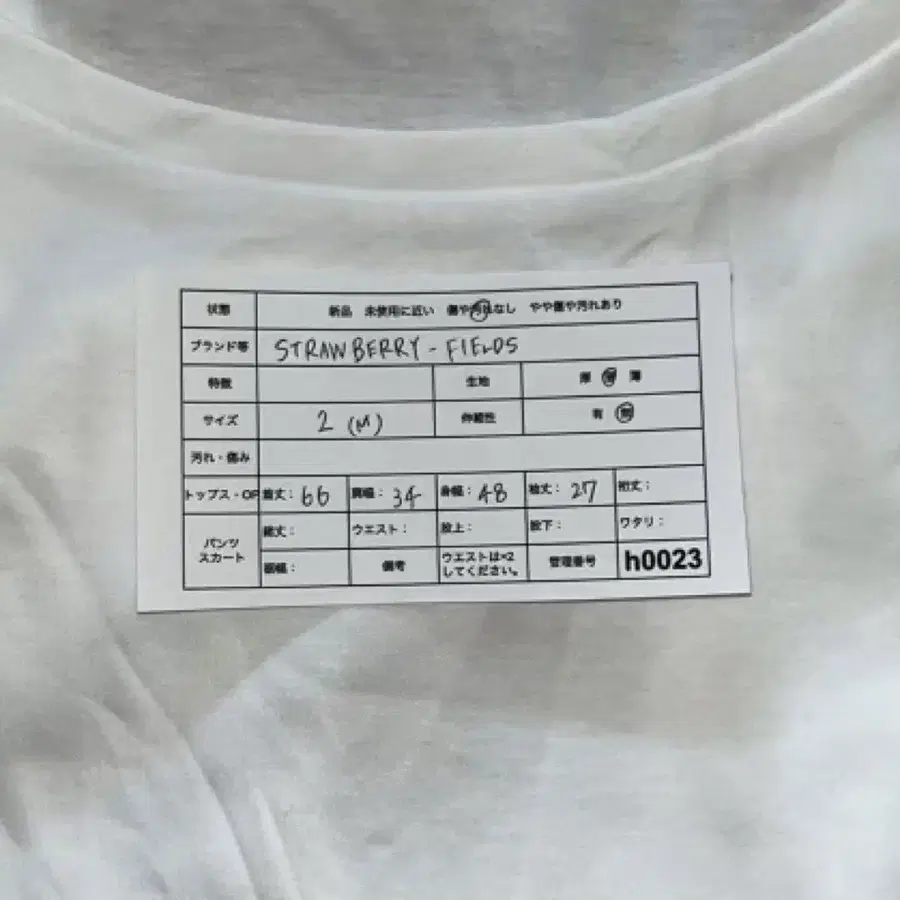 状態 新品 未使用に近い 傷や汚れなし やや傷や汚れあり
ブランド等 STRAWBERRY-FIELDS
特徴 生地 厚 薄
サイズ 2 (M) 伸縮性 有 無
汚れ・傷み
トップス・OP 着丈: 66 肩幅: 34 身幅: 48 袖丈: 27 裄丈:
パンツ スカート 総丈: ウエスト: 股上: 股下: ワタリ:
裾幅: 備考 ウエストは×2 してください。 管理番号 h0023